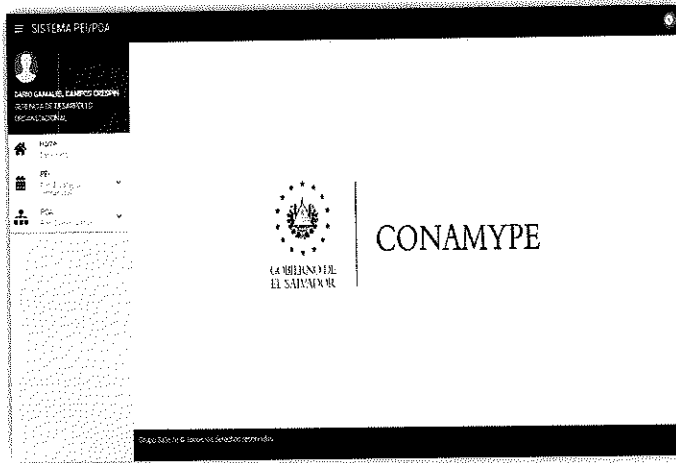 SISTEMA PEI/POA
DARIO GAMALIEL CAMPOS CRESPIN
GERENCIA DE DESARROLLO
ORGANIZACIONAL
Home
PEI
POA
GOBIERNO DE
EL SALVADOR
CONAMYPE